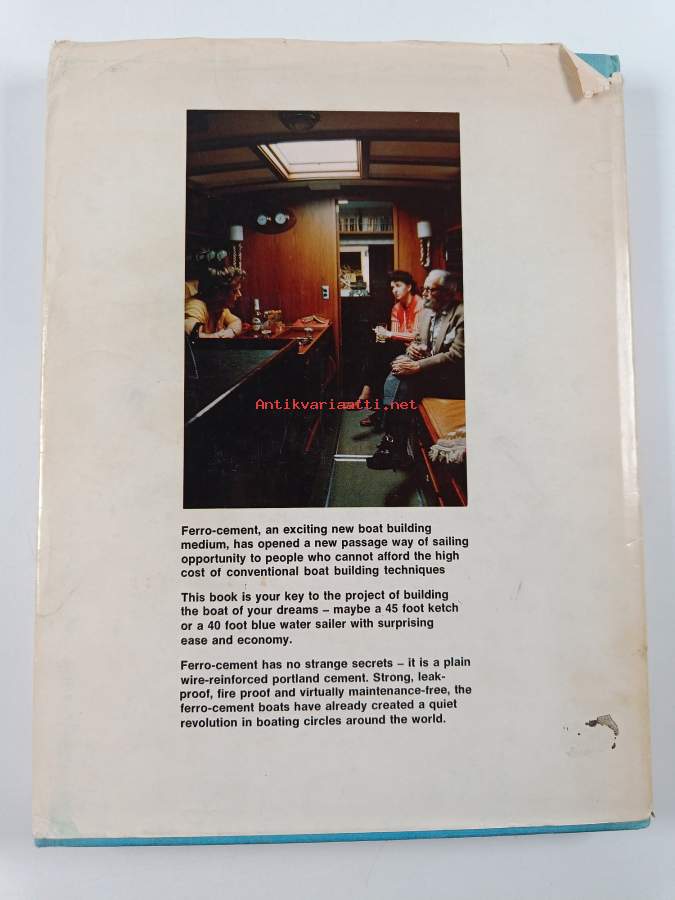 Antikvariaatti.net
Ferro-cement, an exciting new boat building
medium, has opened a new passage way of sailing
opportunity to people who cannot afford the high
cost of conventional boat building techniques
This book is your key to the project of building
the boat of your dreams – maybe a 45 foot ketch
or a 40 foot blue water sailer with surprising
ease and economy.
Ferro-cement has no strange secrets – it is a plain
wire-reinforced portland cement. Strong, leak-
proof, fire proof and virtually maintenance-free, the
ferro-cement boats have already created a quiet
revolution in boating circles around the world.